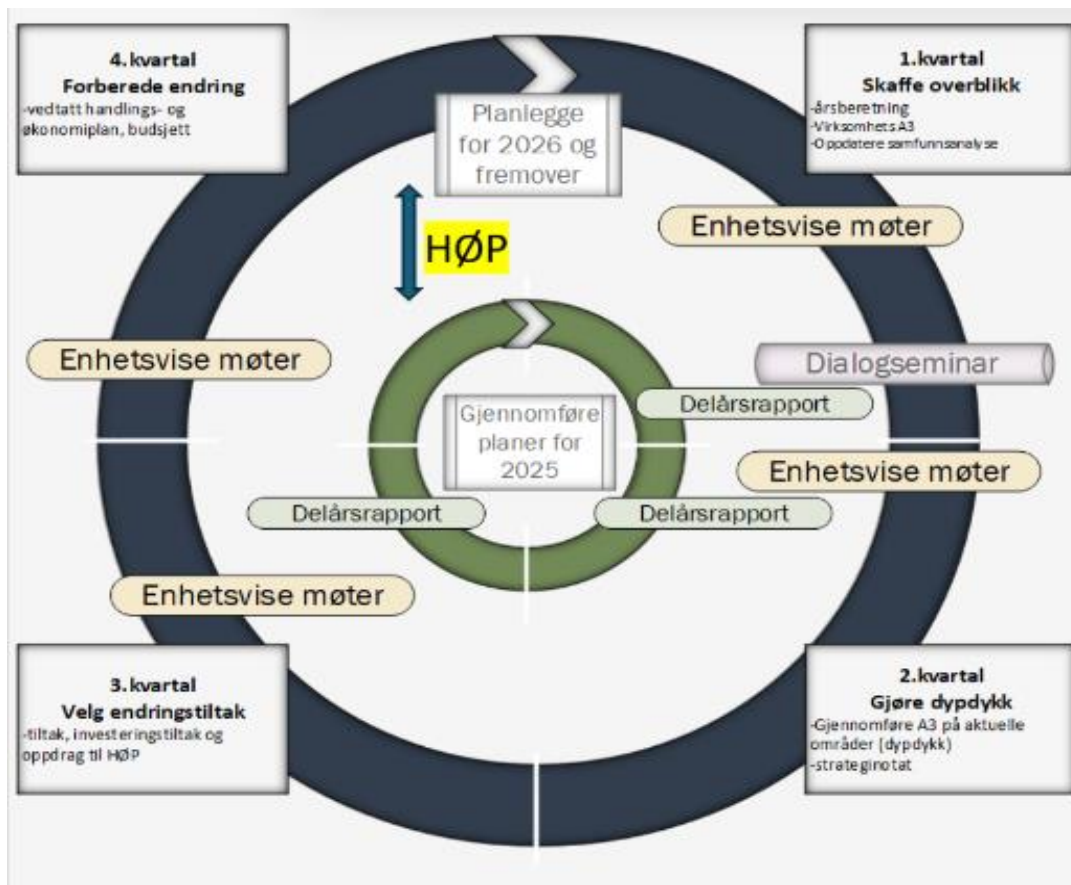 4.kvartal
Forberede endring
-vedtatt handlings- og
økonomiplan, budsjett
Planlegge
for 2026 og
fremover
1.kvartal
Skaffe overblikk
-årsberetning
-Virksomhets A3
-Oppdatere samfunnsanalyse
Enhetsvise møter
HØP
Enhetsvise møter
Dialogseminar
Delårsrapport
Gjennomføre
planer for
2025
Enhetsvise møter
Delårsrapport
Delårsrapport
Enhetsvise møter
3.kvartal
Velg endringstiltak
-tiltak, investeringstiltak og
oppdrag til HØP
2.kvartal
Gjøre dypdykk
-Gjennomføre A3 på aktuelle
områder (dypdykk)
-strateginotat